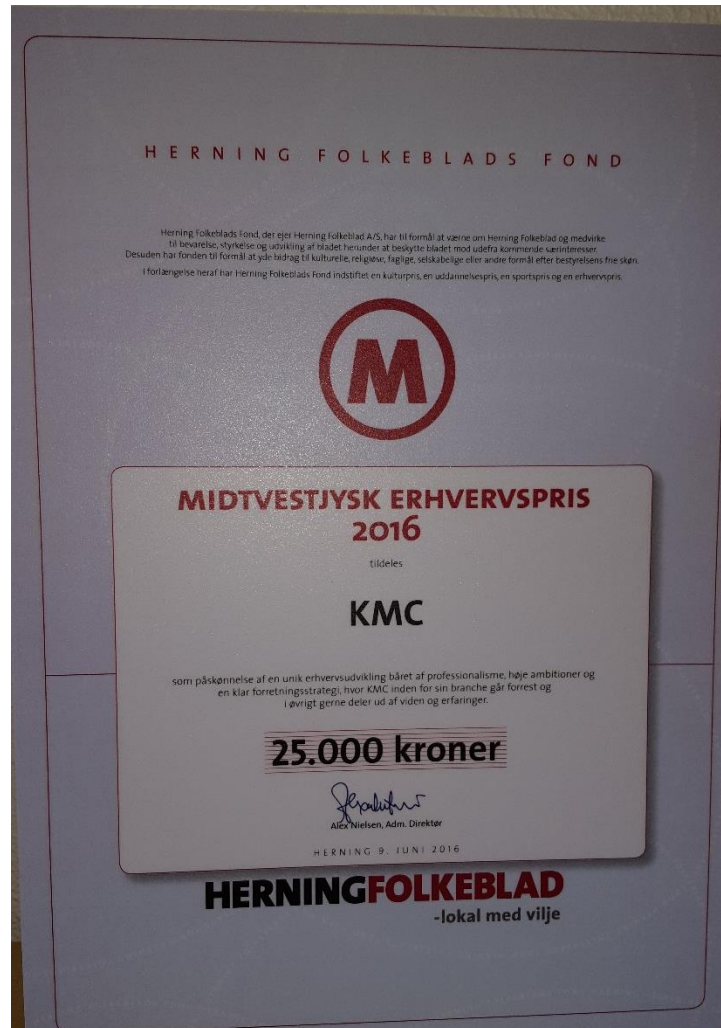 HERNING FOLKEBLADS FOND
Herning Folkeblads Fond, der ejer Herning Folkeblad A/S, har til formål at værne om Herning Folkeblad og medvirke
til bevarelse, styrkelse og udvikling af bladet herunder at beskytte bladet mod udefra kommende særinteresser.
Desuden har fonden til formål at yde bidrag til kulturelle, religiøse, faglige, selskabelige eller andre formål efter bestyrelsens frie skøn.
I forlængelse heraf har Herning Folkeblads Fond indstiftet en kulturpris, en uddannelsespris, en sportspris og en erhvervspris.
M
MIDTVESTJYSK ERHVERVSPRIS
2016
tildeles
KMC
som påskønnelse af en unik erhvervsudvikling båret af professionalisme, høje ambitioner og
en klar forretningsstrategi, hvor KMC inden for sin branche går forrest og
i øvrigt gerne deler ud af viden og erfaringer.
25.000 kroner
Alex Nielsen, Adm. Direktør
HERNING 9. JUNI 2016
HERNINGFOLKEBLAD
-lokal med vilje